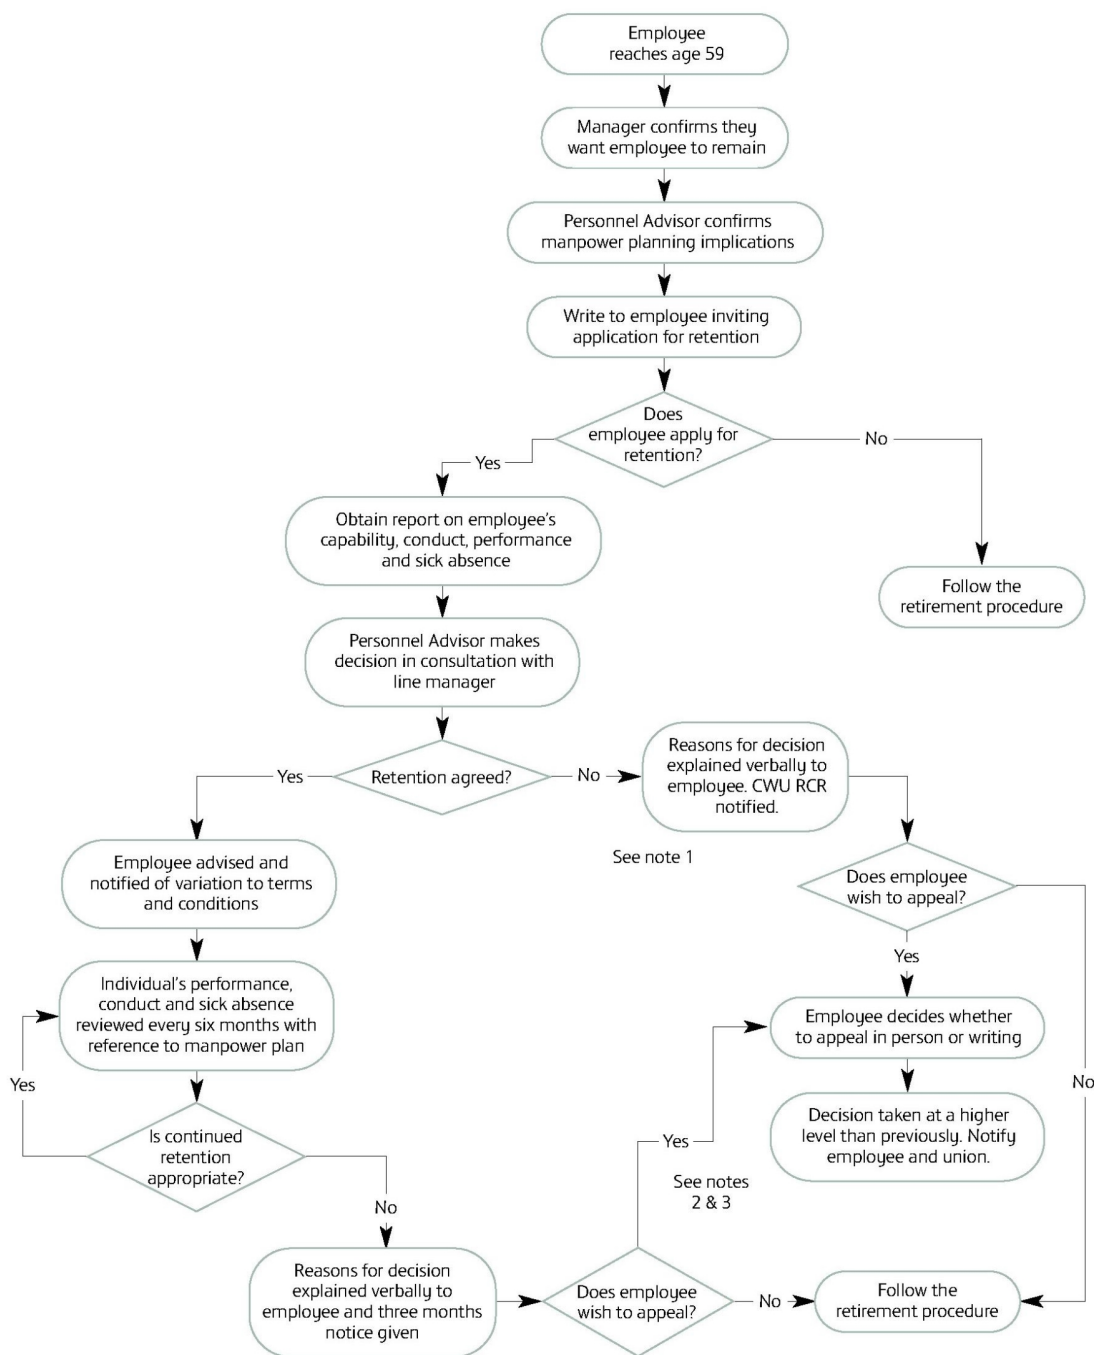 Employee
reaches age 59
Manager confirms they
want employee to remain
Personnel Advisor confirms
manpower planning implications
Write to employee inviting
application for retention
Does
employee apply for
retention?
No
Yes
Obtain report on employee's
capability, conduct, performance
and sick absence
Follow the
retirement procedure
Personnel Advisor makes
decision in consultation with
line manager
Retention agreed?
Yes
No
Reasons for decision
explained verbally to
employee. CWU RCR
notified.
See note 1
Employee advised and
notified of variation to terms
and conditions
Does employee
wish to appeal?
Yes
No
Individual's performance,
conduct and sick absence
reviewed every six months with
reference to manpower plan
Employee decides whether
to appeal in person or writing
Yes
Decision taken at a higher
level than previously. Notify
employee and union.
Is continued
retention
appropriate?
Yes
See notes
2 & 3
No
Reasons for decision
explained verbally to
employee and three months
notice given
Does employee
wish to appeal?
No
Follow the
retirement procedure